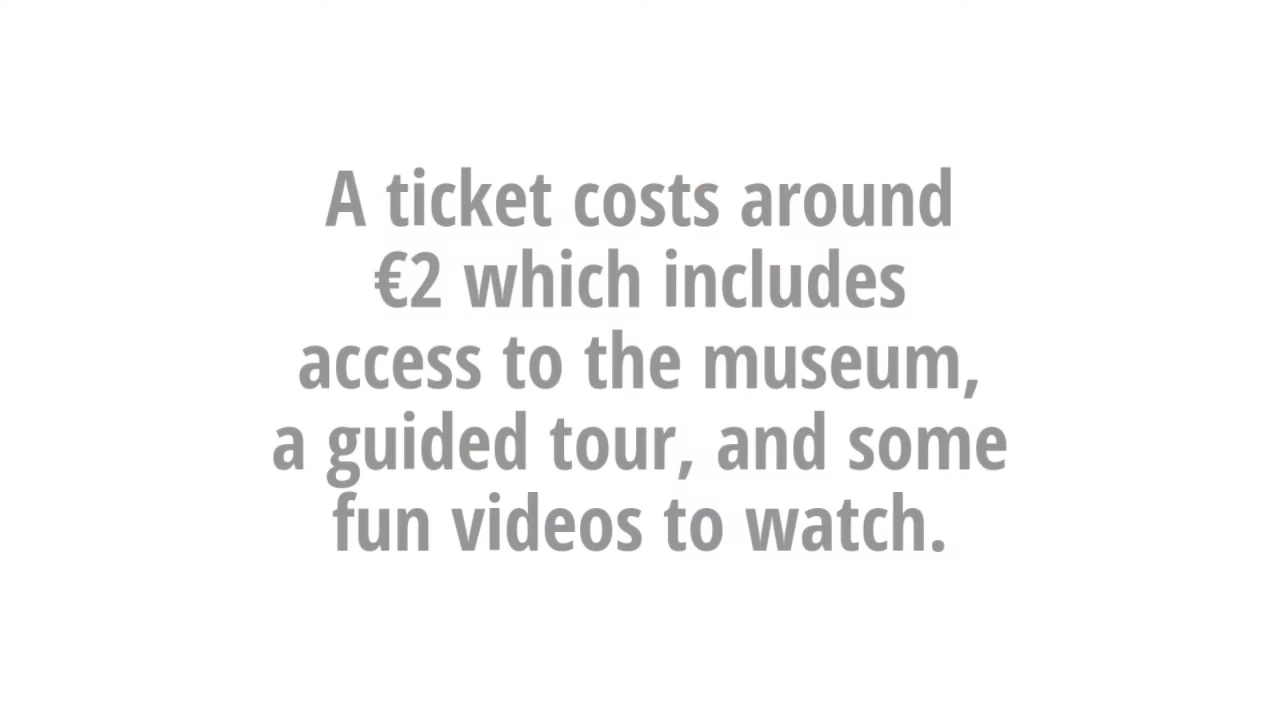 A ticket costs around
€2 which includes
access to the museum,
a guided tour, and some
fun videos to watch.